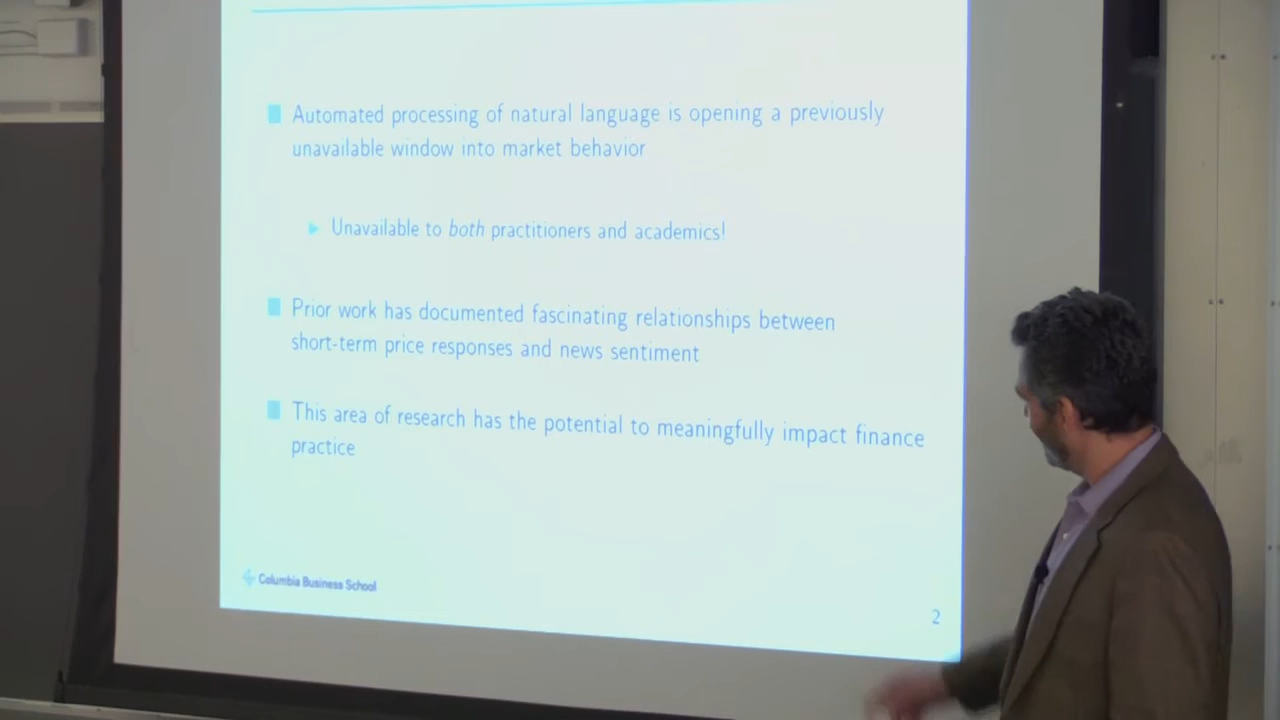 Automated processing of natural language is opening a previously
unavailable window into market behavior
Unavailable to both practitioners and academics!
Prior work has documented fascinating relationships between
short-term price responses and news sentiment
This area of research has the potential to meaningfully impact finance
practice
Columbia Business School
2